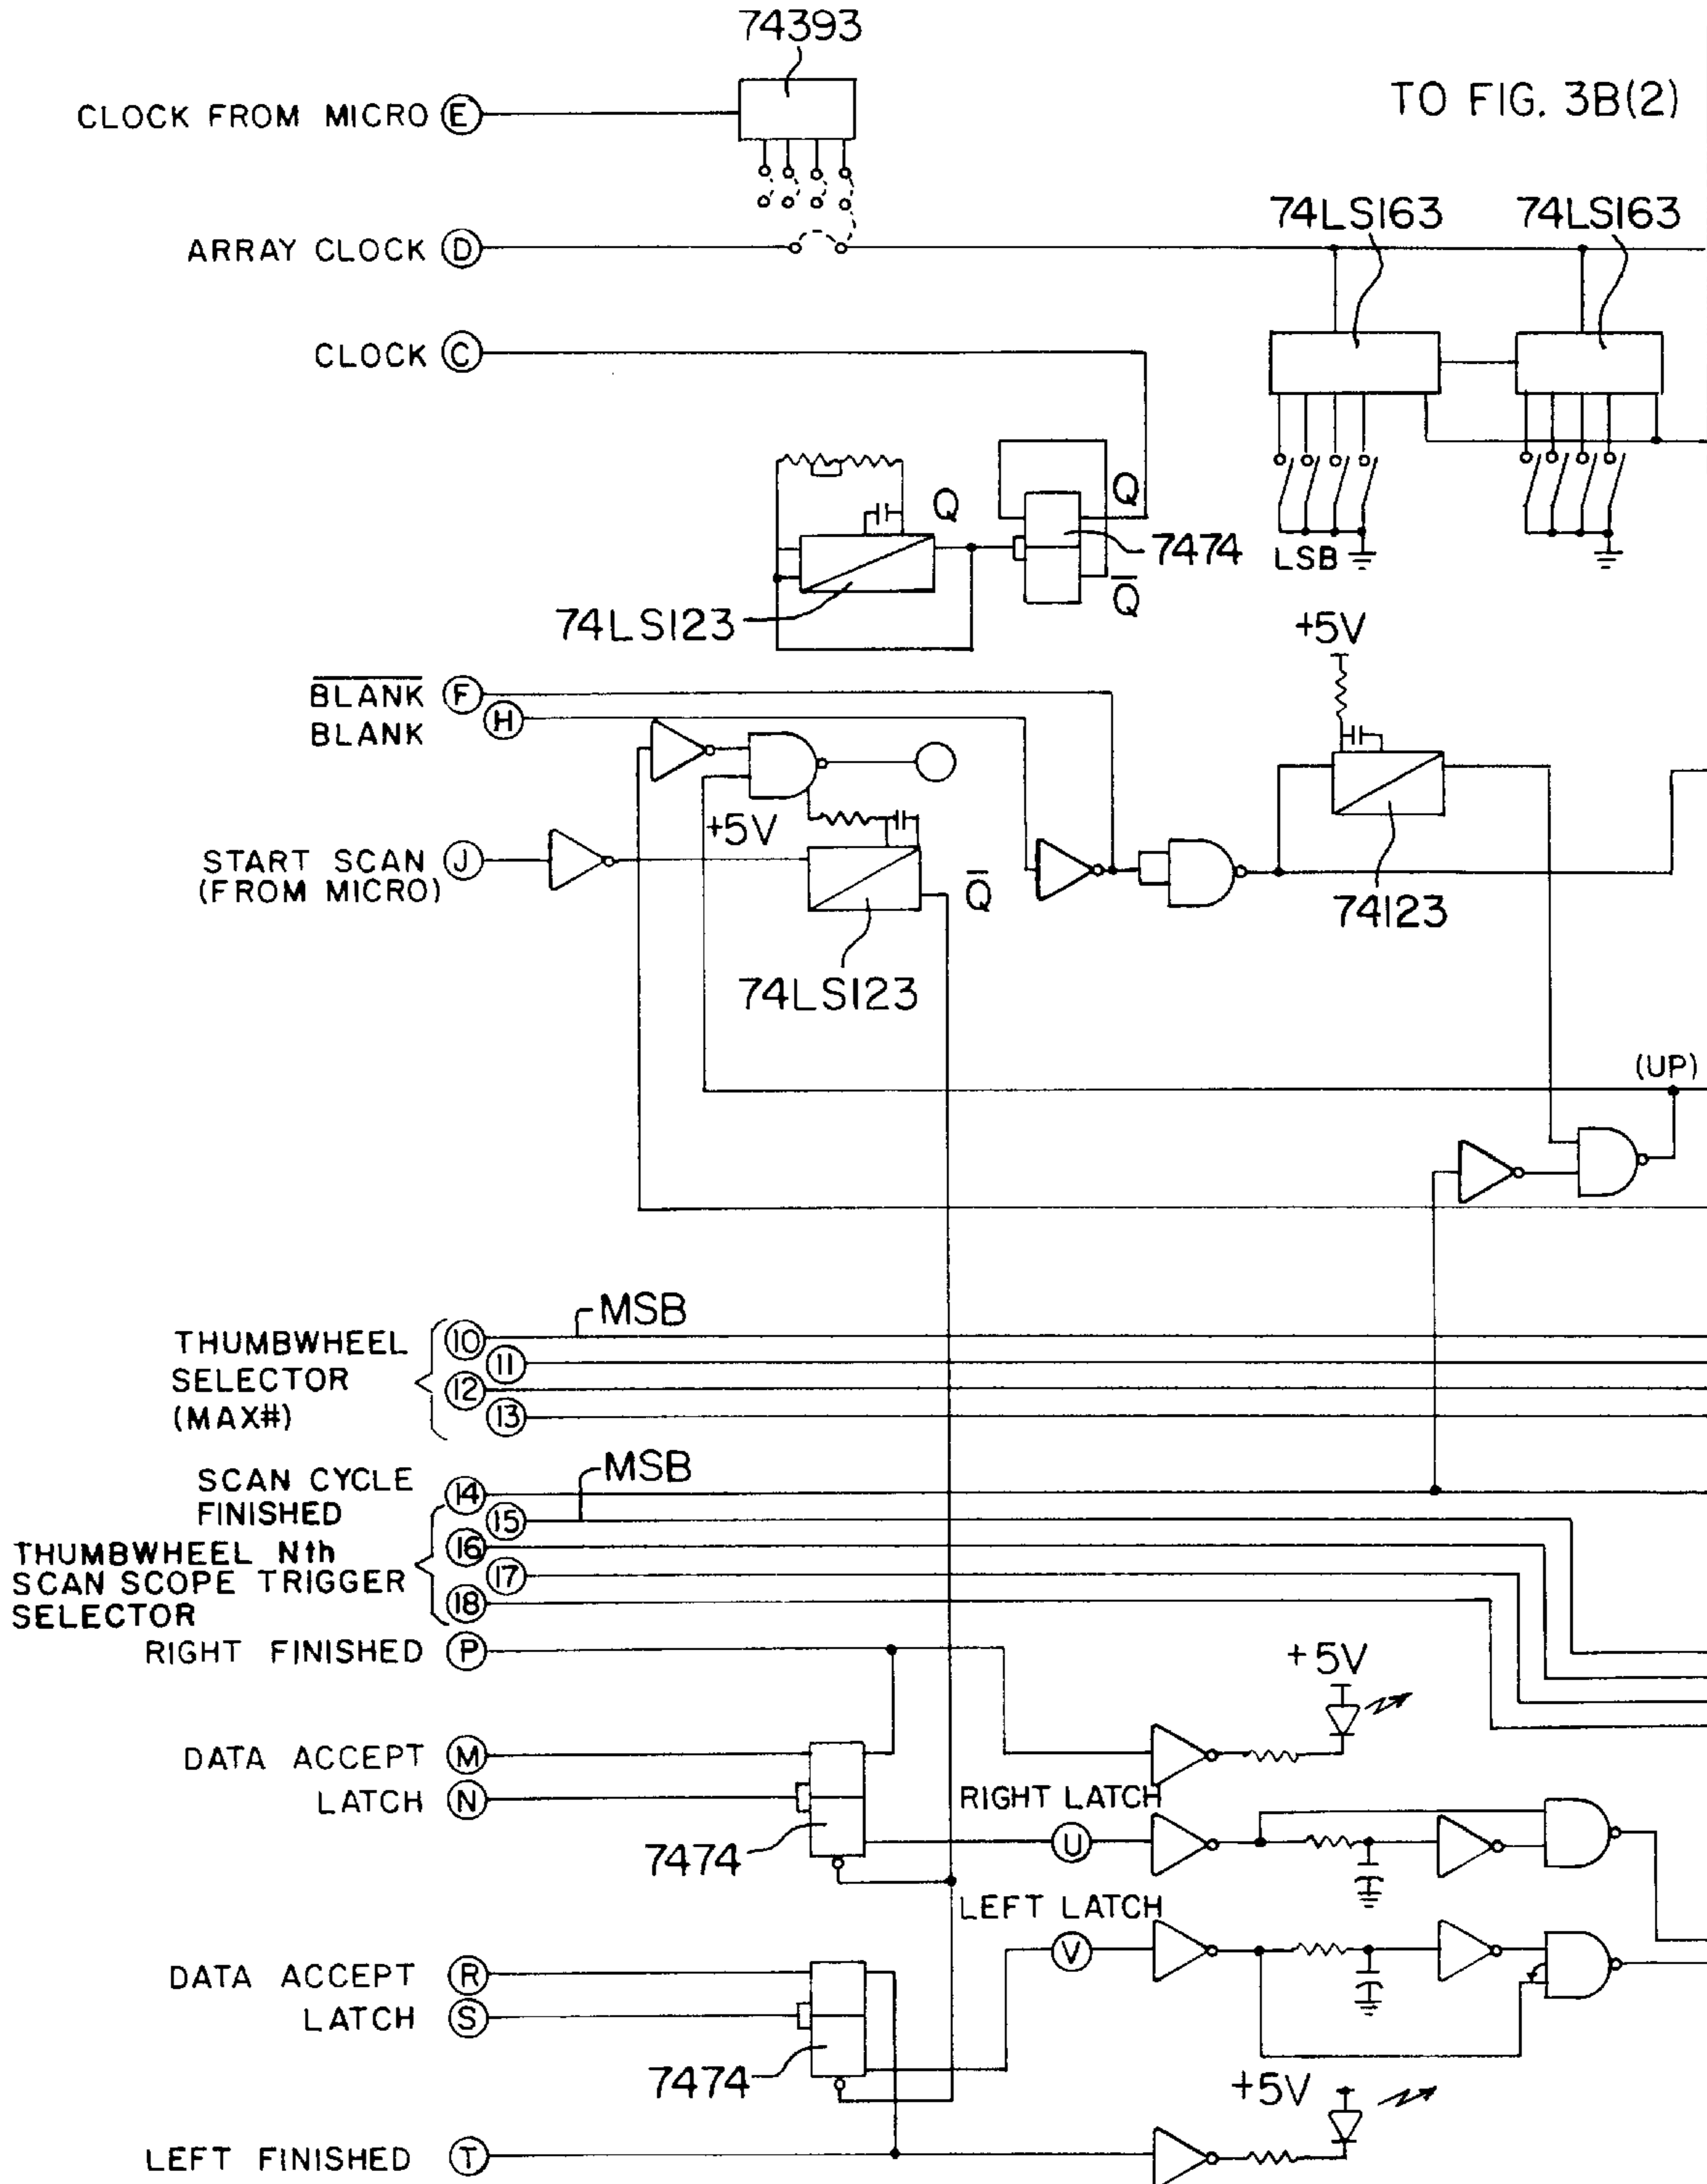 74393
CLOCK FROM MICRO E
TO FIG. 3B(2)
74LS163 74LS163
ARRAY CLOCK D
CLOCK C
Q Q
7474
Q̅
LSB
74LS123
+5V
B̅L̅A̅N̅K̅ F
BLANK H
+5V
START SCAN J
(FROM MICRO)
Q̅
74123
74LS123
(UP)
MSB
THUMBWHEEL 10
SELECTOR 11
12
(MAX#) 13
MSB
SCAN CYCLE 14
FINISHED 15
THUMBWHEEL Nth 16
SCAN SCOPE TRIGGER 17
SELECTOR 18
RIGHT FINISHED P
+5V
DATA ACCEPT M
LATCH N
RIGHT LATCH
U
7474
LEFT LATCH
V
DATA ACCEPT R
LATCH S
7474
+5V
LEFT FINISHED T